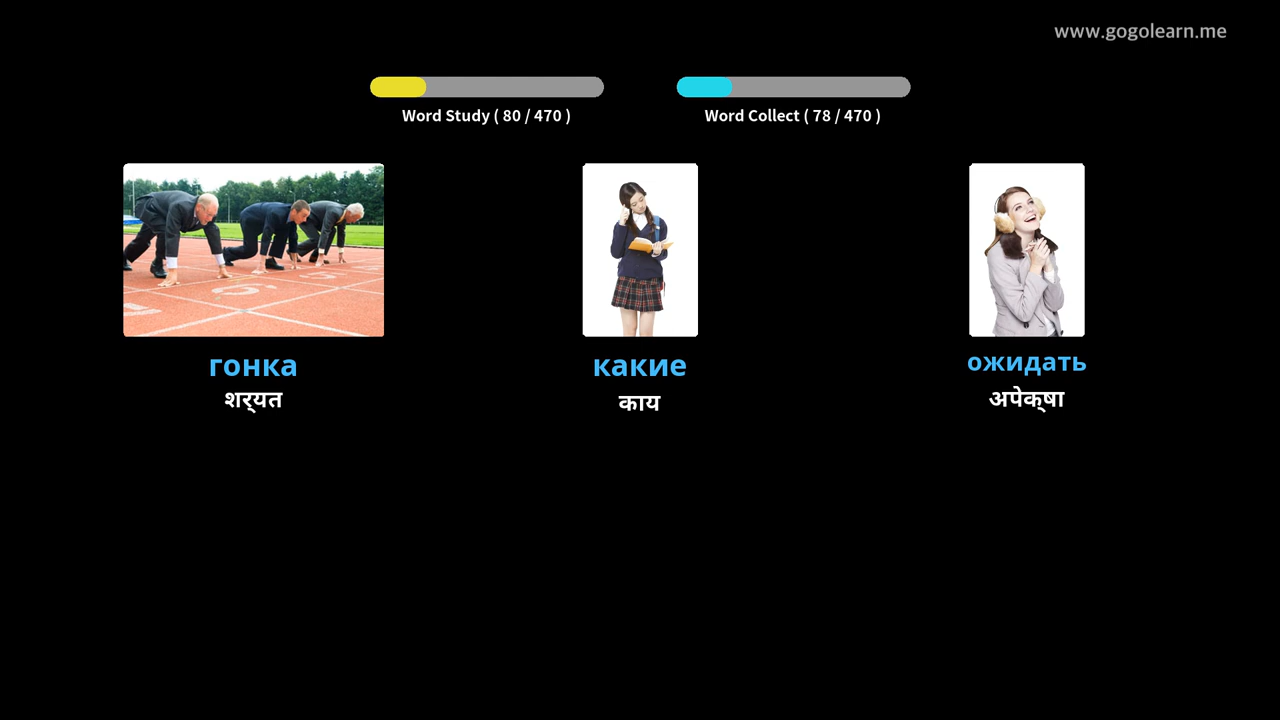 www.gogolearn.me
Word Study ( 80 / 470 )
Word Collect ( 78 / 470 )
гонка
शर्‍यत
какие
काय
ожидать
अपेक्षा